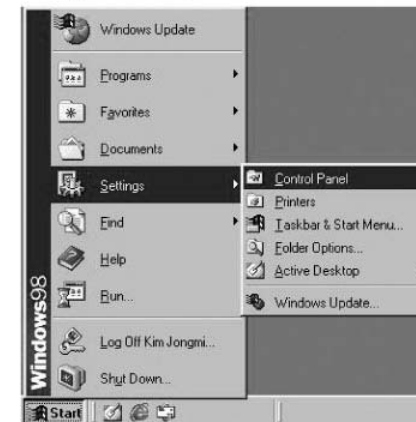 Windows Update
Programs
Favorites
Documents
Settings
Find
Help
Run...
Log Off Kim Jongmi...
Shut Down...
Windows98
Control Panel
Printers
Taskbar & Start Menu...
Folder Options...
Active Desktop
Windows Update...
Start